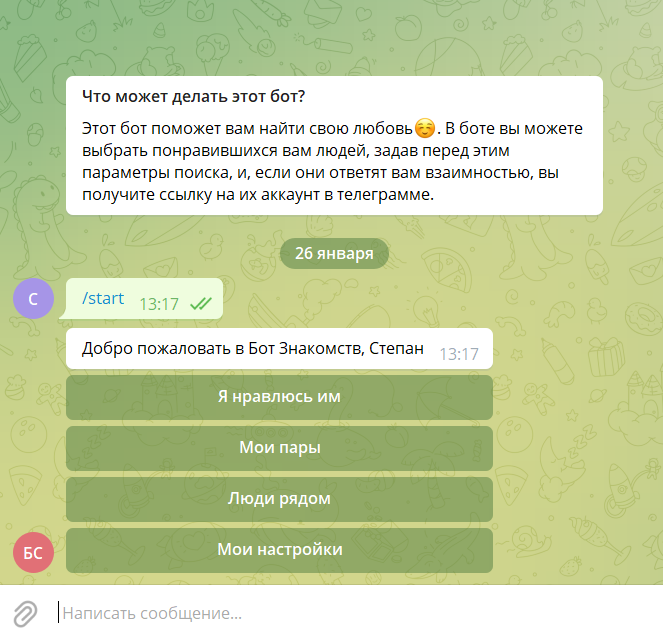 Что может делать этот бот?
Этот бот поможет вам найти свою любовь☺️. В боте вы можете
выбрать понравившихся вам людей, задав перед этим
параметры поиска, и, если они ответят вам взаимностью, вы
получите ссылку на их аккаунт в телеграмме.
26 января
С
/start 13:17
Добро пожаловать в Бот Знакомств, Степан 13:17
Я нравлюсь им
Мои пары
Люди рядом
БС
Мои настройки
Написать сообщение...